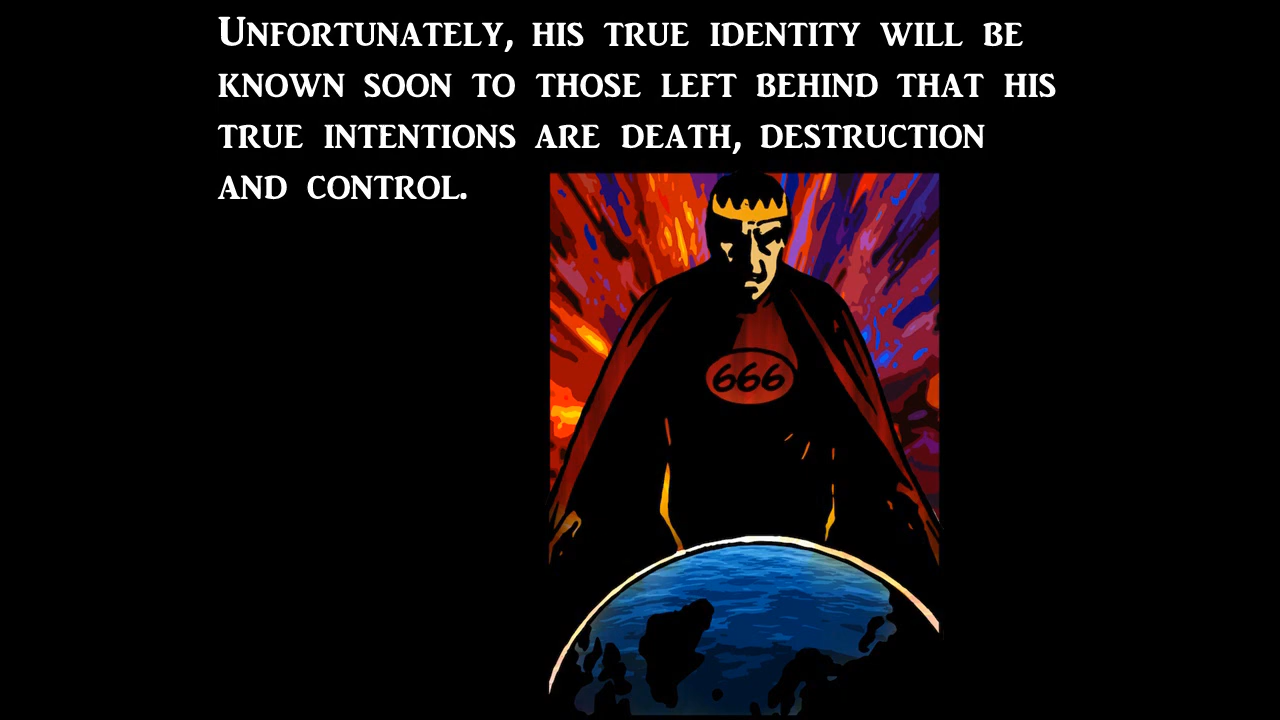 Unfortunately, his true identity will be
known soon to those left behind that his
true intentions are death, destruction
and control.
666